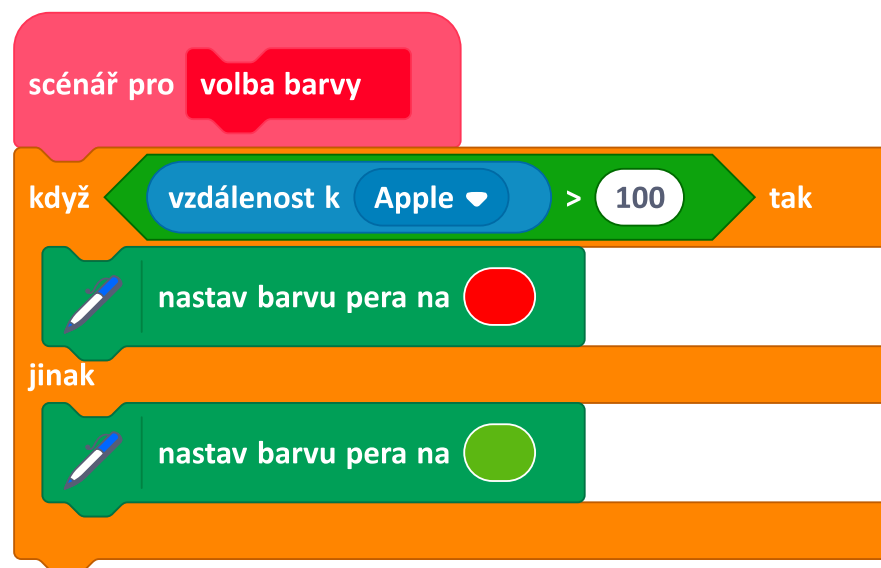 scénář pro volba barvy
když vzdálenost k Apple > 100 tak
nastav barvu pera na
jinak
nastav barvu pera na